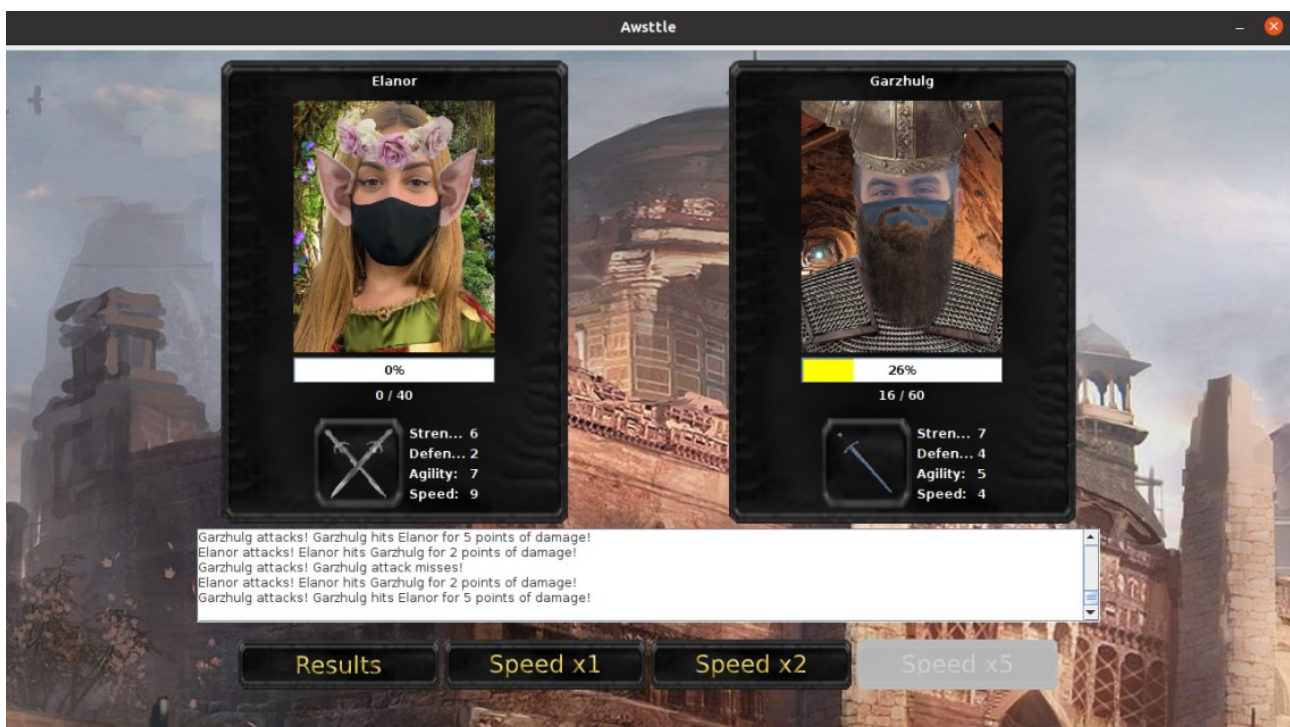 Awsttle
Elanor
0%
0 / 40
Stren... 6
Defen... 2
Agility: 7
Speed: 9
Garzhulg
26%
16 / 60
Stren... 7
Defen... 4
Agility: 5
Speed: 4
Garzhulg attacks! Garzhulg hits Elanor for 5 points of damage!
Elanor attacks! Elanor hits Garzhulg for 2 points of damage!
Garzhulg attacks! Garzhulg attack misses!
Elanor attacks! Elanor hits Garzhulg for 2 points of damage!
Garzhulg attacks! Garzhulg hits Elanor for 5 points of damage!
Results
Speed x1
Speed x2
Speed x5